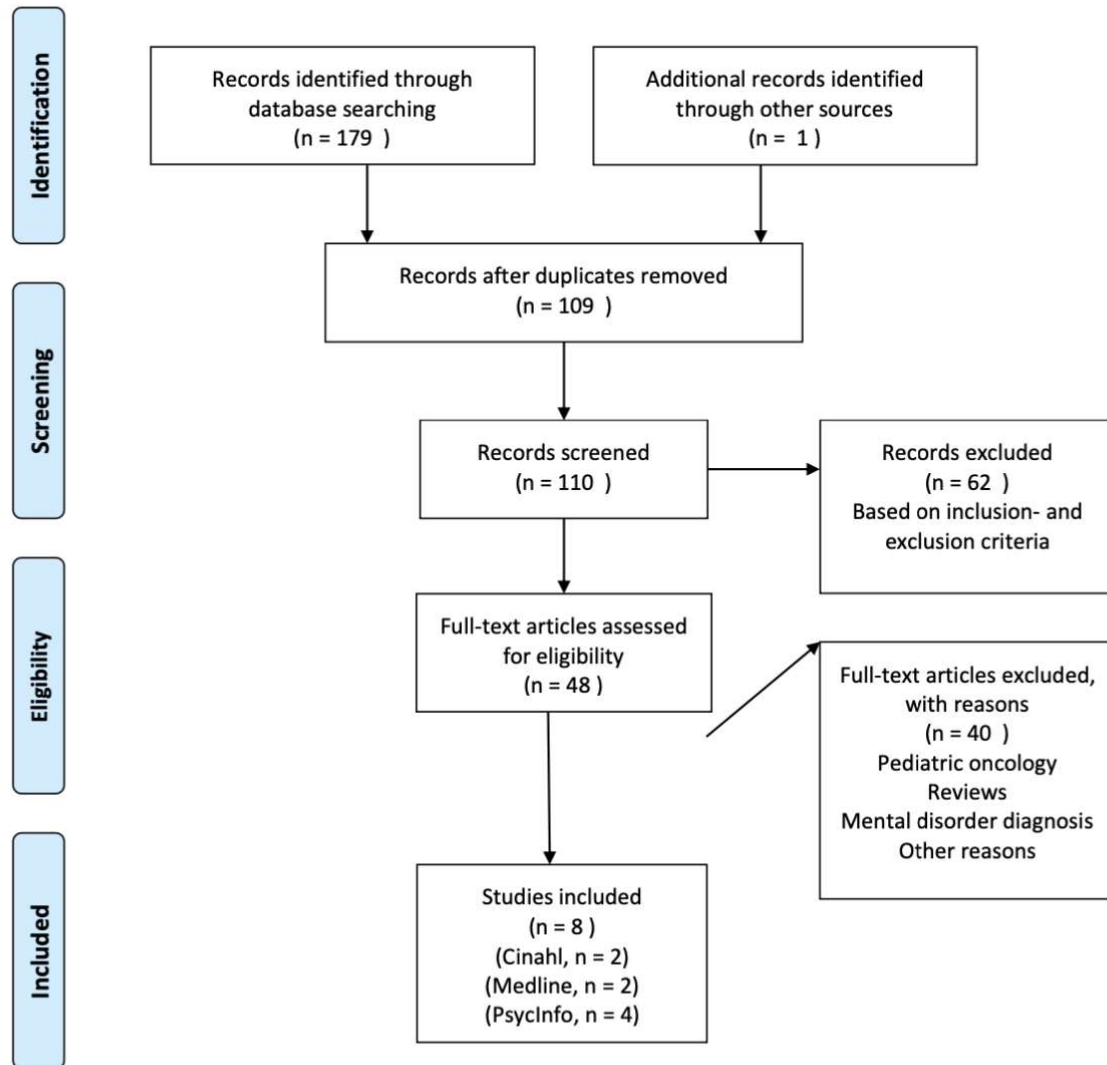 Identification
Records identified through
database searching
(n = 179  )
Additional records identified
through other sources
(n =  1 )
Screening
Records after duplicates removed
(n = 109  )
Records screened
(n = 110  )
Records excluded
(n = 62  )
Based on inclusion- and
exclusion criteria
Eligibility
Full-text articles assessed
for eligibility
(n = 48 )
Full-text articles excluded,
with reasons
(n = 40  )
Pediatric oncology
Reviews
Mental disorder diagnosis
Other reasons
Included
Studies included
(n = 8 )
(Cinahl, n = 2)
(Medline, n = 2)
(PsycInfo, n = 4)